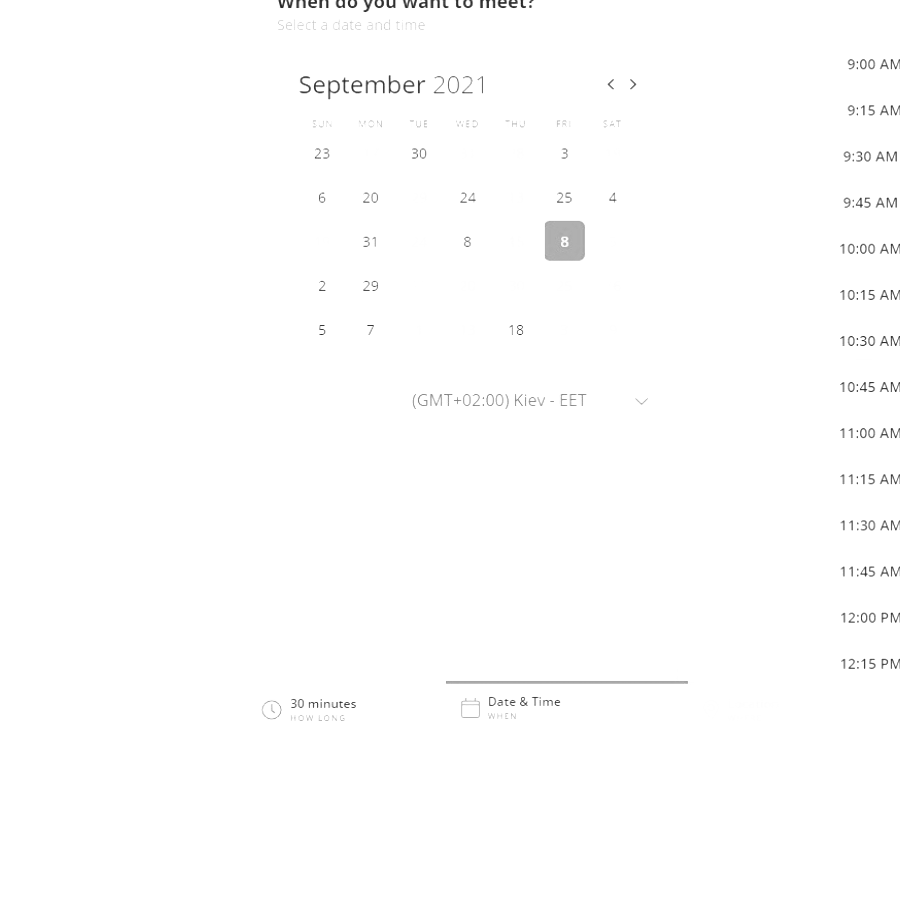 When do you want to meet?
Select a date and time
September 2021
SUN MON TUE WED THU FRI SAT
23 30 3
6 20 24 25 4
31 8 8
2 29
5 7 18
(GMT+02:00) Kiev - EET
9:00 AM
9:15 AM
9:30 AM
9:45 AM
10:00 AM
10:15 AM
10:30 AM
10:45 AM
11:00 AM
11:15 AM
11:30 AM
11:45 AM
12:00 PM
12:15 PM
30 minutes
HOW LONG
Date & Time
WHEN